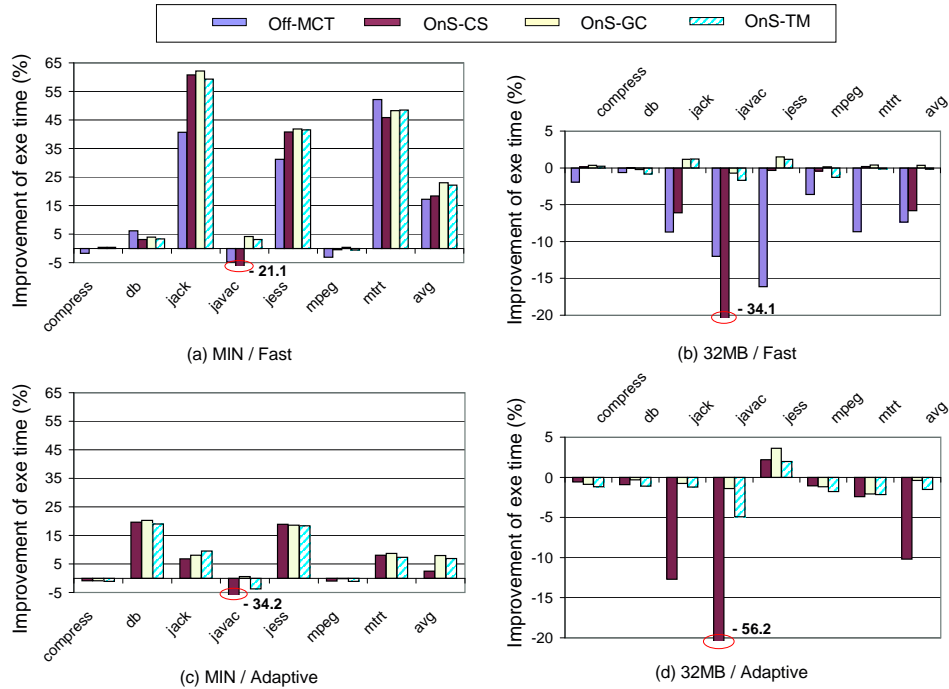 Off-MCT OnS-CS OnS-GC OnS-TM
Improvement of exe time (%)
65
55
45
35
25
15
5
-5
- 21.1
compress db jack javac jess mpeg mtrt avg
(a) MIN / Fast
compress db jack javac jess mpeg mtrt avg
Improvement of exe time (%)
5
0
-5
-10
-15
-20
- 34.1
(b) 32MB / Fast
Improvement of exe time (%)
65
55
45
35
25
15
5
-5
- 34.2
compress db jack javac jess mpeg mtrt avg
(c) MIN / Adaptive
compress db jack javac jess mpeg mtrt avg
Improvement of exe time (%)
5
0
-5
-10
-15
-20
- 56.2
(d) 32MB / Adaptive